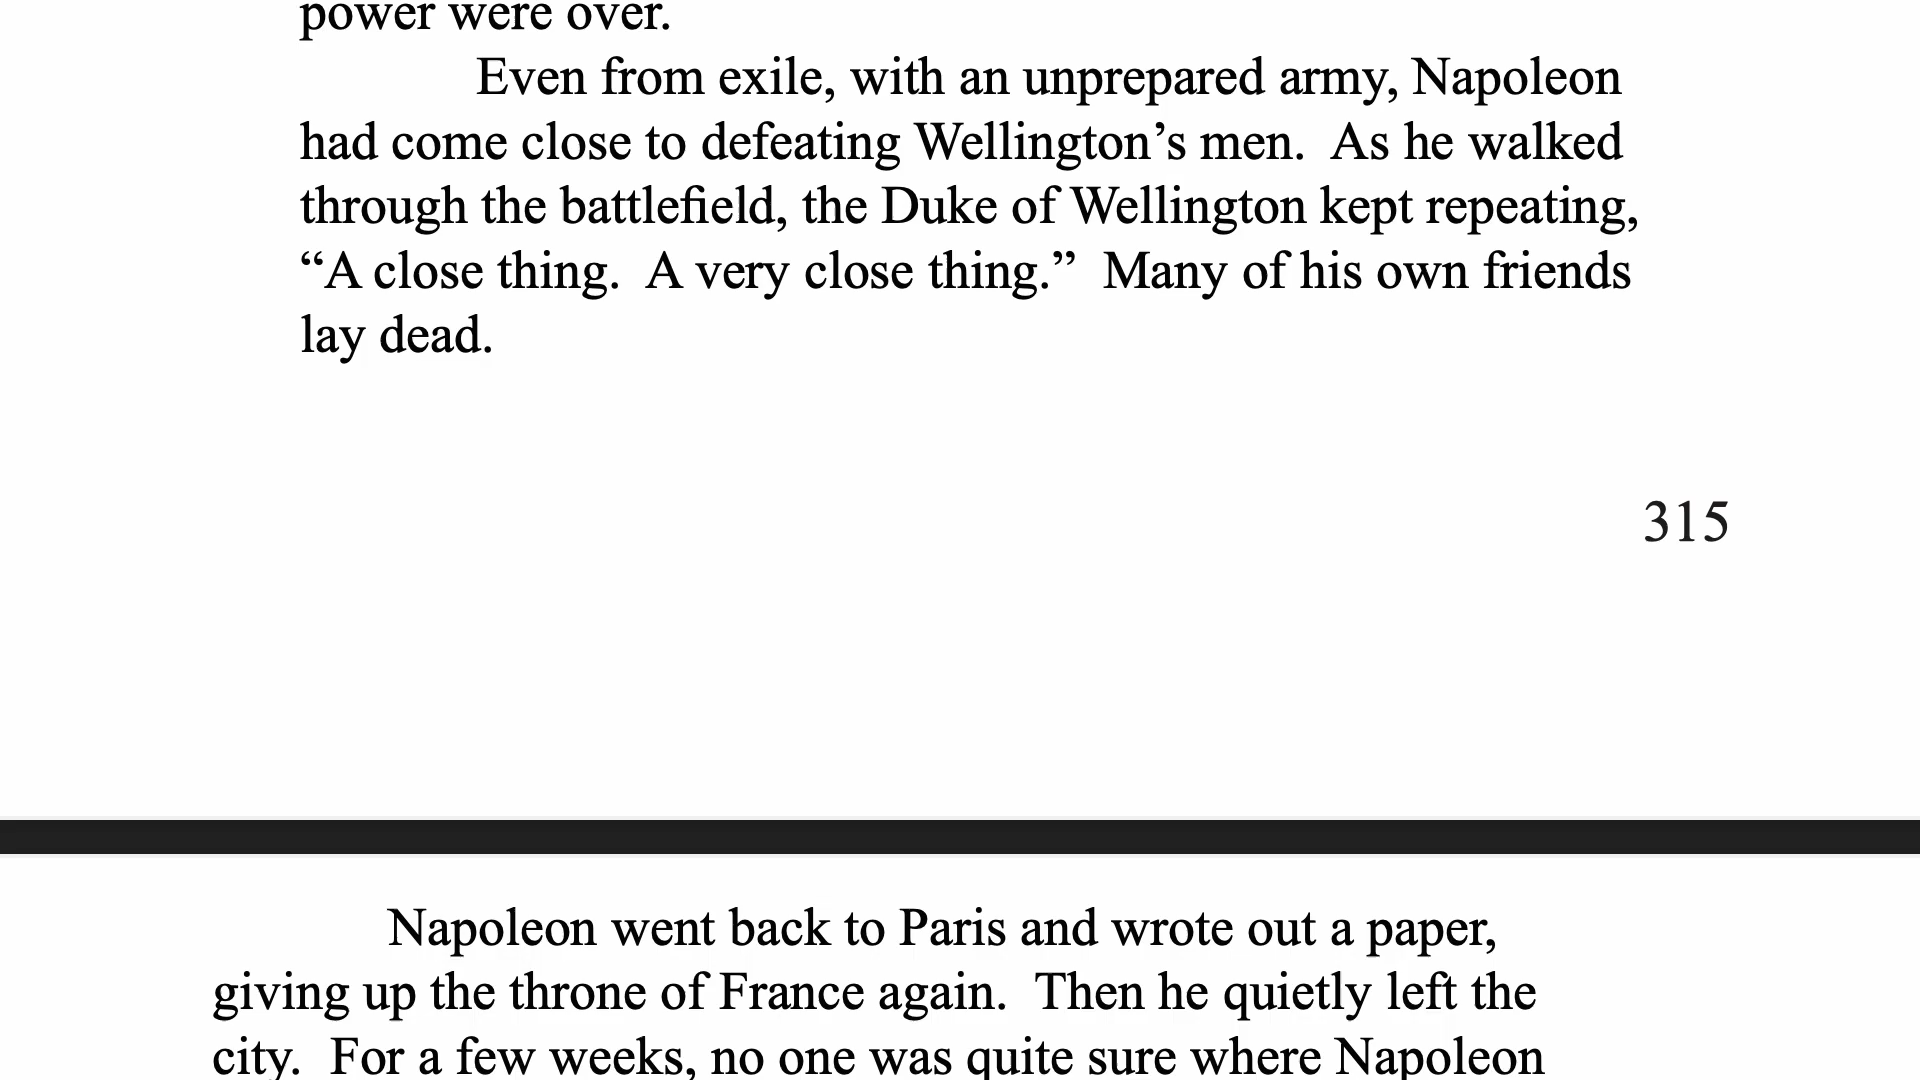 power were over.
Even from exile, with an unprepared army, Napoleon
had come close to defeating Wellington’s men.  As he walked
through the battlefield, the Duke of Wellington kept repeating,
“A close thing.  A very close thing.”  Many of his own friends
lay dead.
315
Napoleon went back to Paris and wrote out a paper,
giving up the throne of France again.  Then he quietly left the
city.  For a few weeks, no one was quite sure where Napoleon